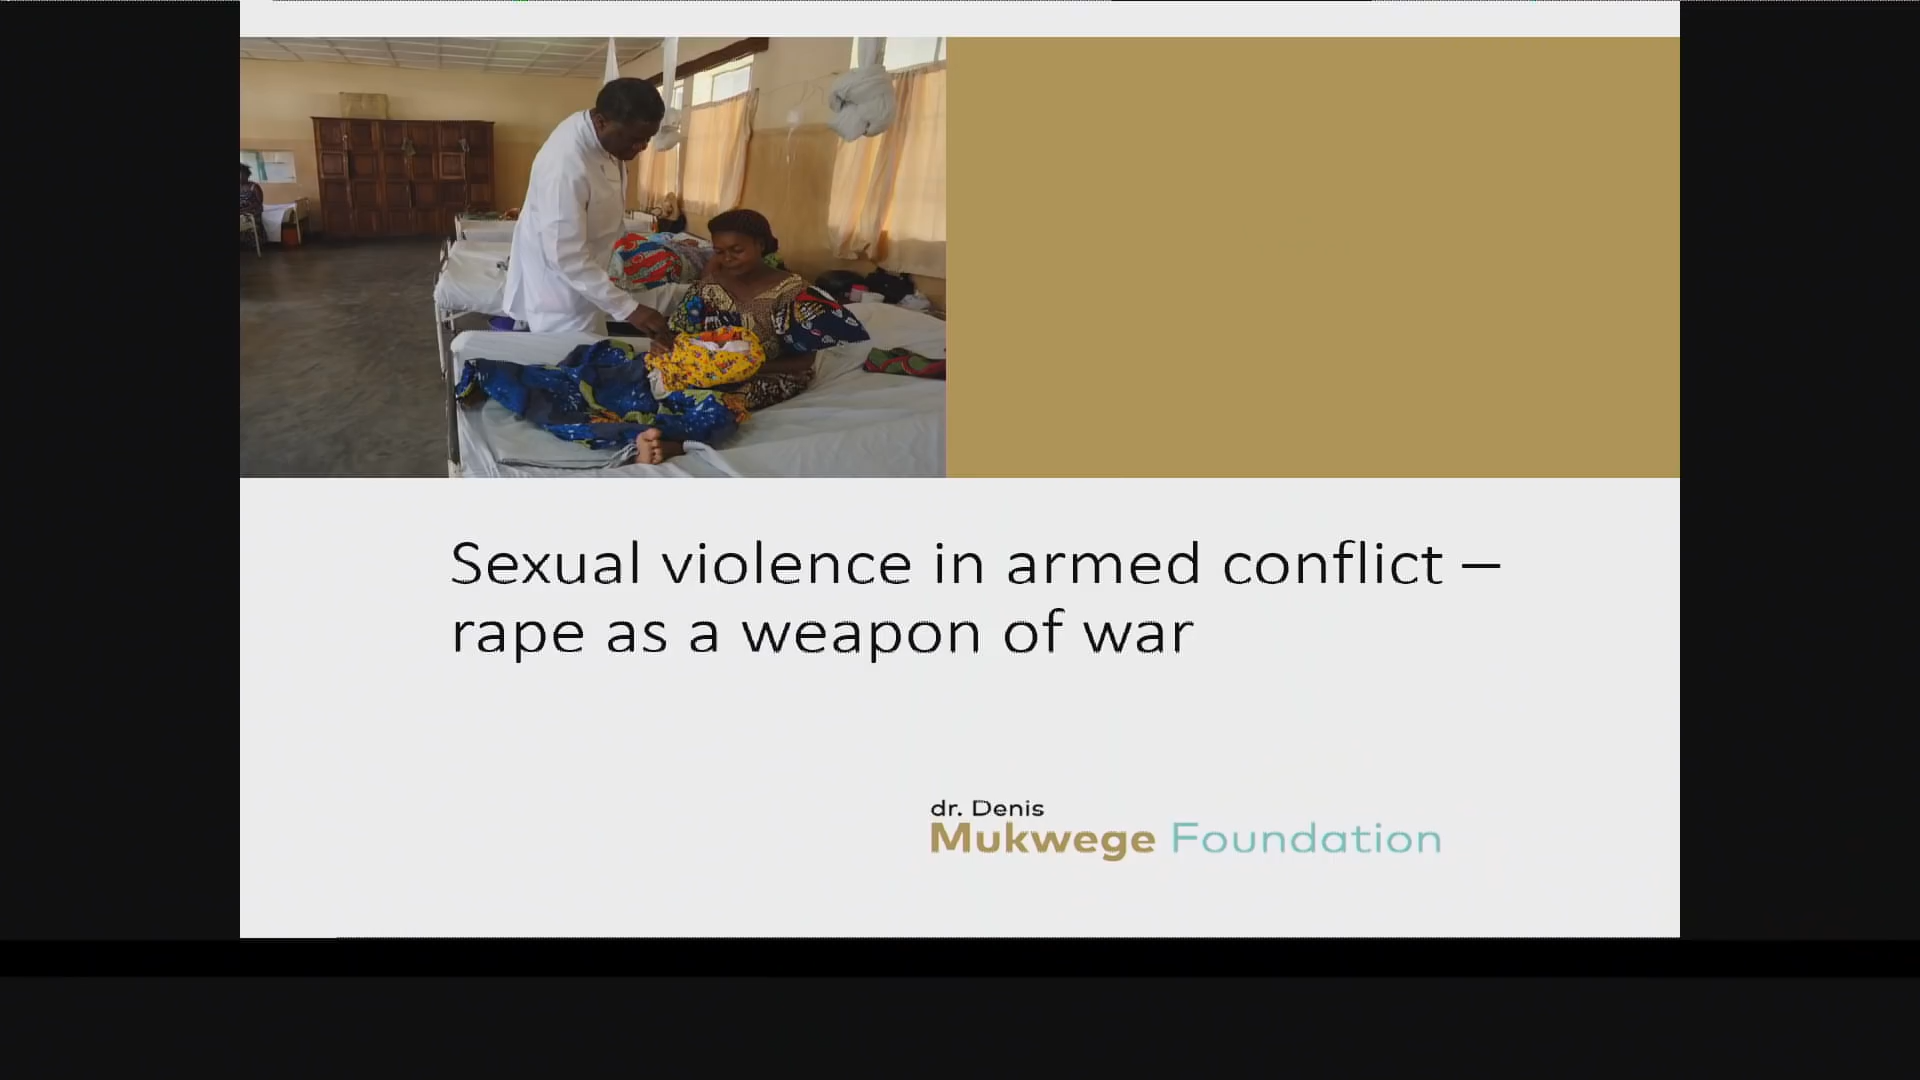 Sexual violence in armed conflict –
rape as a weapon of war
dr. Denis
Mukwege Foundation